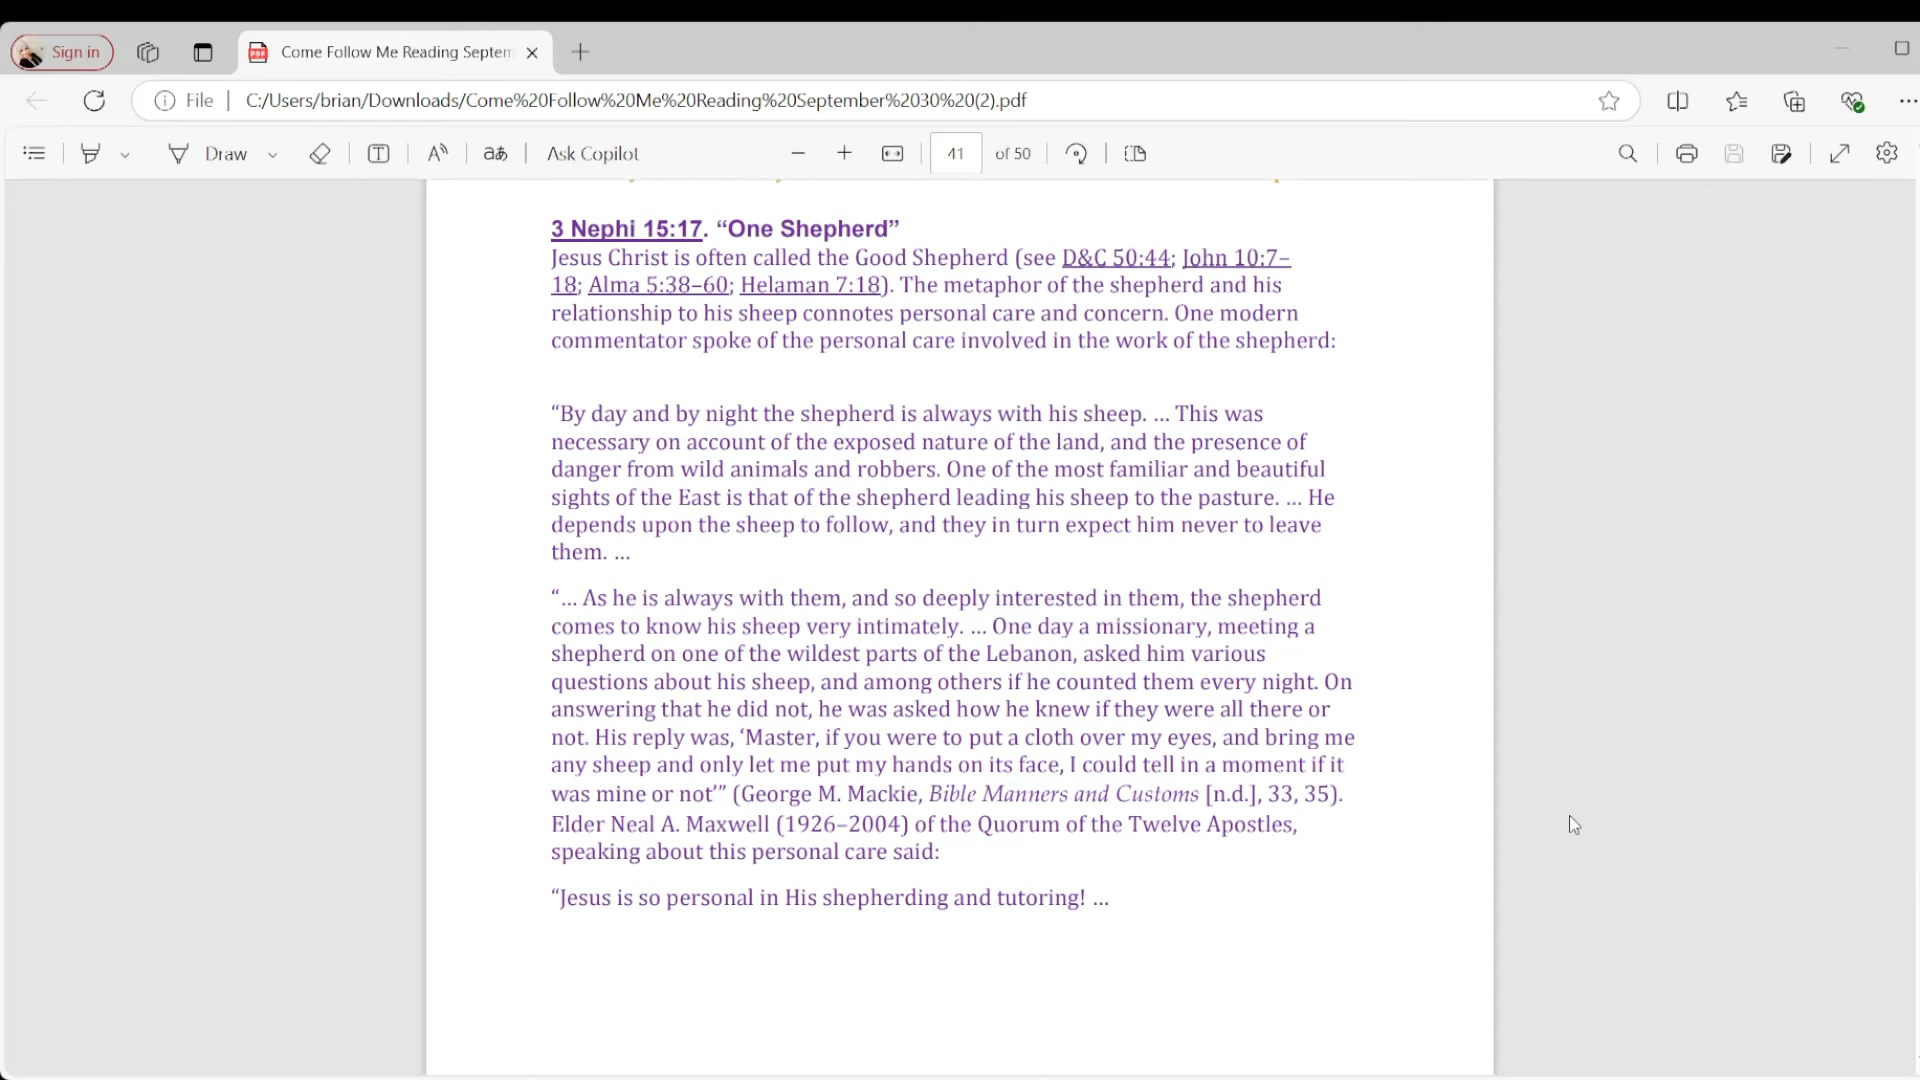 Sign in
Come Follow Me Reading Septem
File
C:/Users/brian/Downloads/Come%20Follow%20Me%20Reading%20September%2030%20(2).pdf
Draw
Ask Copilot
41
of 50
3 Nephi 15:17. “One Shepherd”
Jesus Christ is often called the Good Shepherd (see D&C 50:44; John 10:7–
18; Alma 5:38–60; Helaman 7:18). The metaphor of the shepherd and his
relationship to his sheep connotes personal care and concern. One modern
commentator spoke of the personal care involved in the work of the shepherd:
“By day and by night the shepherd is always with his sheep. … This was
necessary on account of the exposed nature of the land, and the presence of
danger from wild animals and robbers. One of the most familiar and beautiful
sights of the East is that of the shepherd leading his sheep to the pasture. … He
depends upon the sheep to follow, and they in turn expect him never to leave
them. …
“… As he is always with them, and so deeply interested in them, the shepherd
comes to know his sheep very intimately. … One day a missionary, meeting a
shepherd on one of the wildest parts of the Lebanon, asked him various
questions about his sheep, and among others if he counted them every night. On
answering that he did not, he was asked how he knew if they were all there or
not. His reply was, ‘Master, if you were to put a cloth over my eyes, and bring me
any sheep and only let me put my hands on its face, I could tell in a moment if it
was mine or not’” (George M. Mackie, Bible Manners and Customs [n.d.], 33, 35).
Elder Neal A. Maxwell (1926–2004) of the Quorum of the Twelve Apostles,
speaking about this personal care said:
“Jesus is so personal in His shepherding and tutoring! …